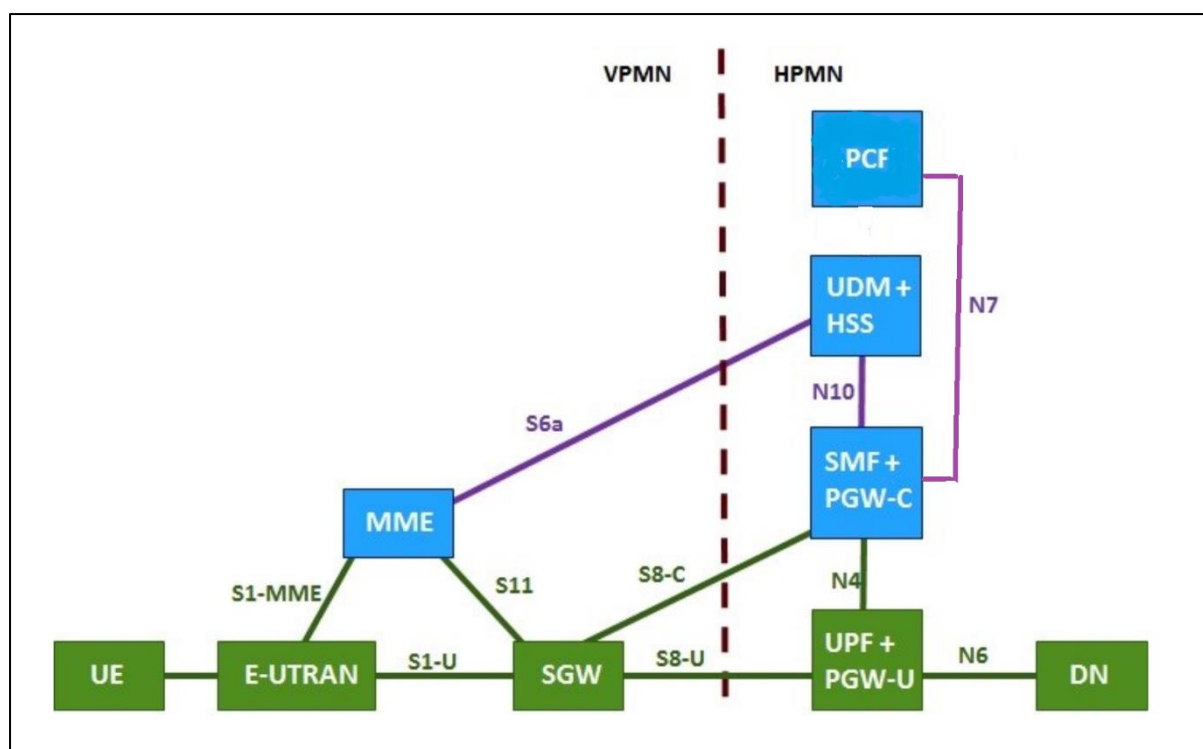 VPMN
HPMN
PCF
UDM +
HSS
N7
N10
S6a
SMF +
PGW-C
MME
S8-C
N4
S1-MME
S11
UE
E-UTRAN
S1-U
SGW
S8-U
UPF +
PGW-U
N6
DN